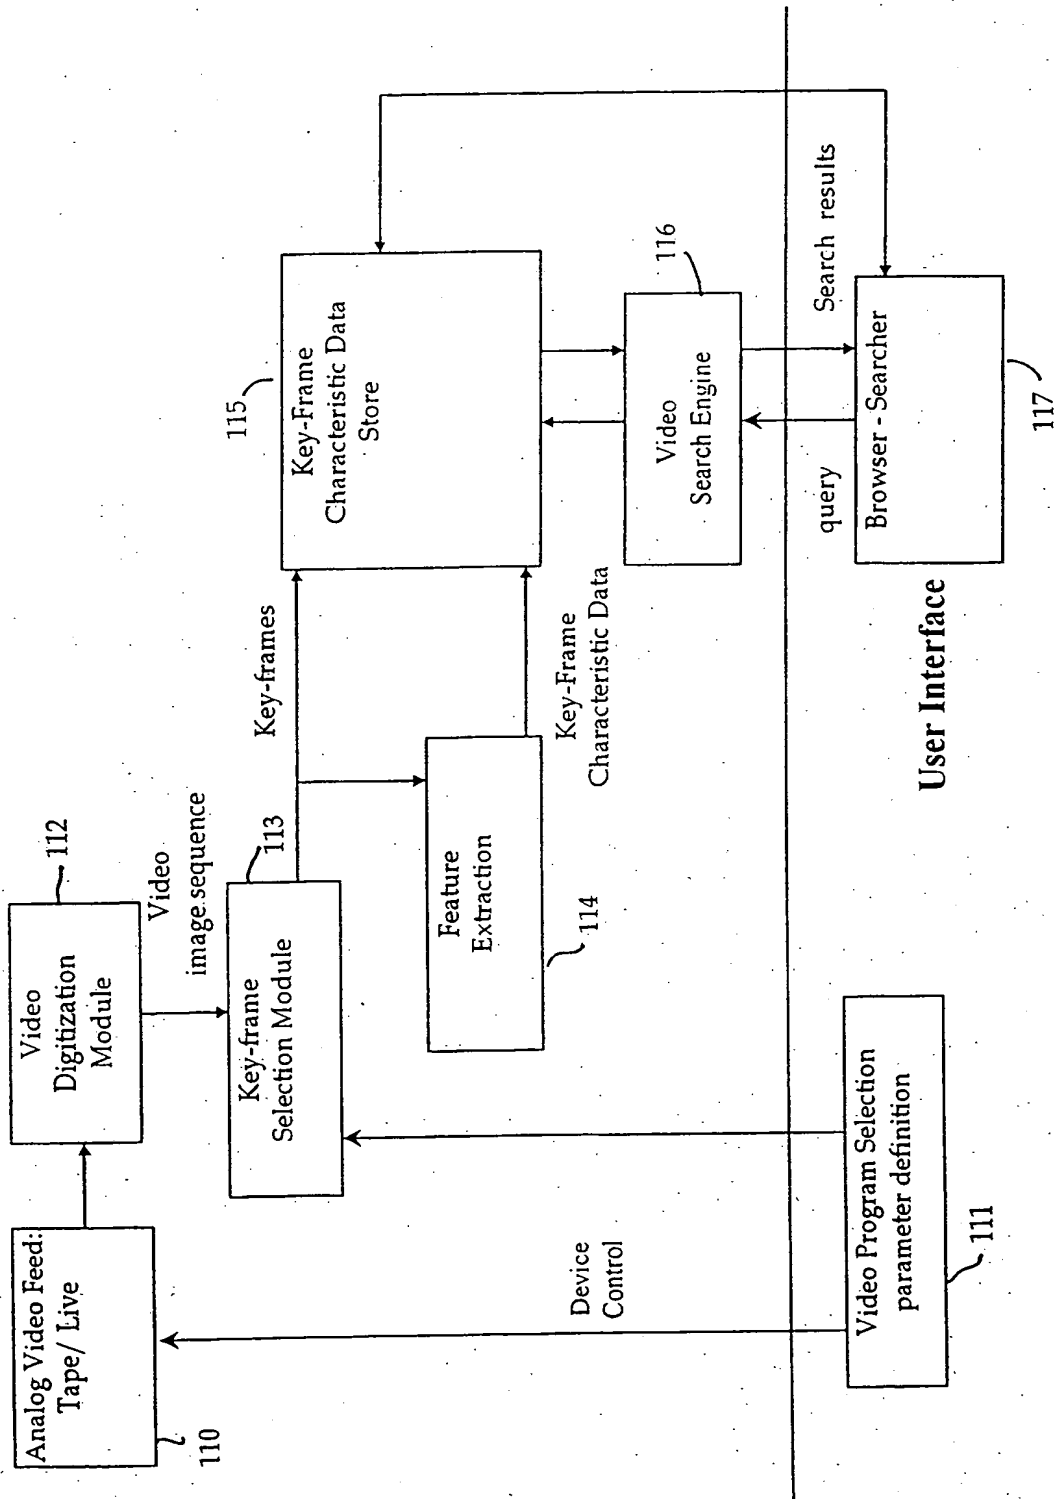 Analog Video Feed:
Tape/ Live
110
Video
Digitization
Module
112
Video
image sequence
Key-frame
Selection Module
113
Key-frames
Feature
Extraction
114
Key-Frame
Characteristic Data
115
Key-Frame
Characteristic Data
Store
Video
Search Engine
116
Device
Control
query
Search results
Video Program Selection
parameter definition
111
Browser - Searcher
117
User Interface